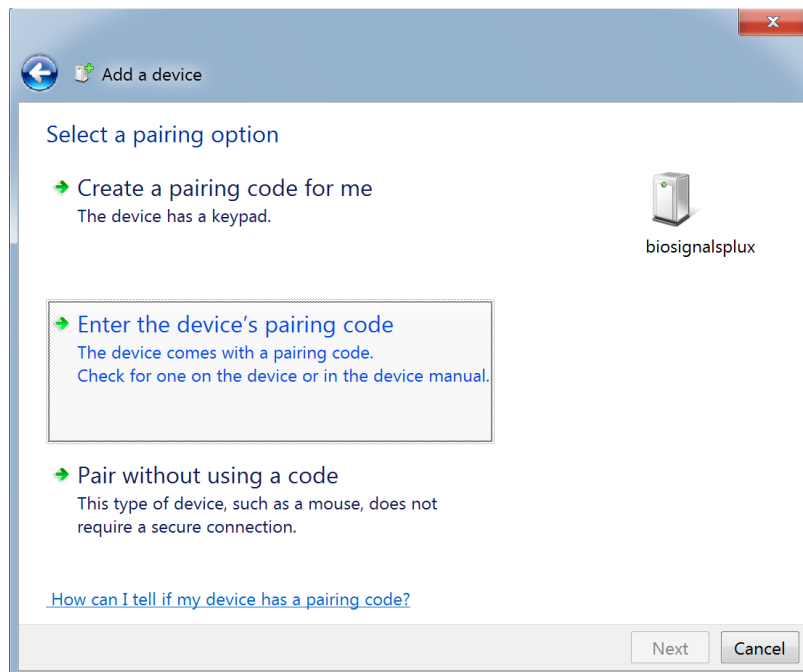 Add a device
Select a pairing option
Create a pairing code for me
The device has a keypad.
biosignalsplux
Enter the device's pairing code
The device comes with a pairing code.
Check for one on the device or in the device manual.
Pair without using a code
This type of device, such as a mouse, does not
require a secure connection.
How can I tell if my device has a pairing code?
Next
Cancel